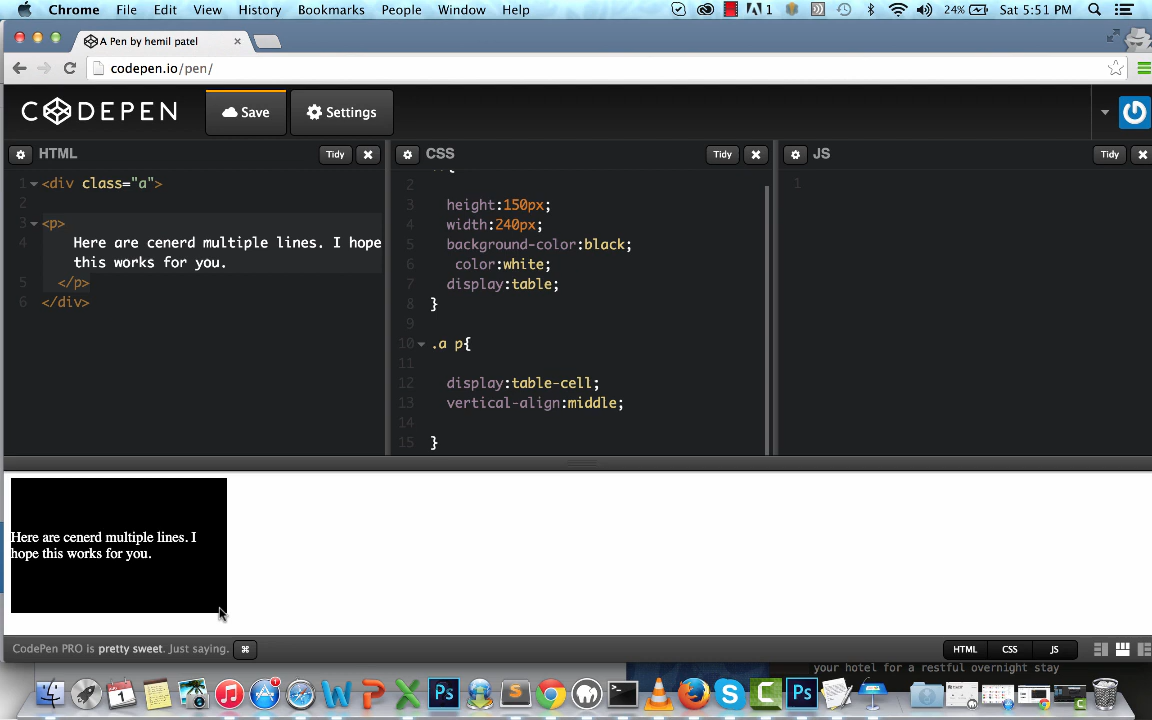 Chrome File Edit View History Bookmarks People Window Help 1 24% Sat 5:51 PM
A Pen by hemil patel ×
codepen.io/pen/
CODEPEN Save Settings
HTML Tidy CSS Tidy JS Tidy
1 <div class="a">
2
3 <p>
4 Here are cenerd multiple lines. I hope
this works for you.
5 </p>
6 </div>
2
3 height:150px;
4 width:240px;
5 background-color:black;
6 color:white;
7 display:table;
8 }
9
10 .a p{
11
12 display:table-cell;
13 vertical-align:middle;
14
15 }
1
Here are cenerd multiple lines. I
hope this works for you.
CodePen PRO is pretty sweet. Just saying. ⌘ HTML CSS JS
your hotel for a restful overnight stay
1 W P X Ps S S C Ps